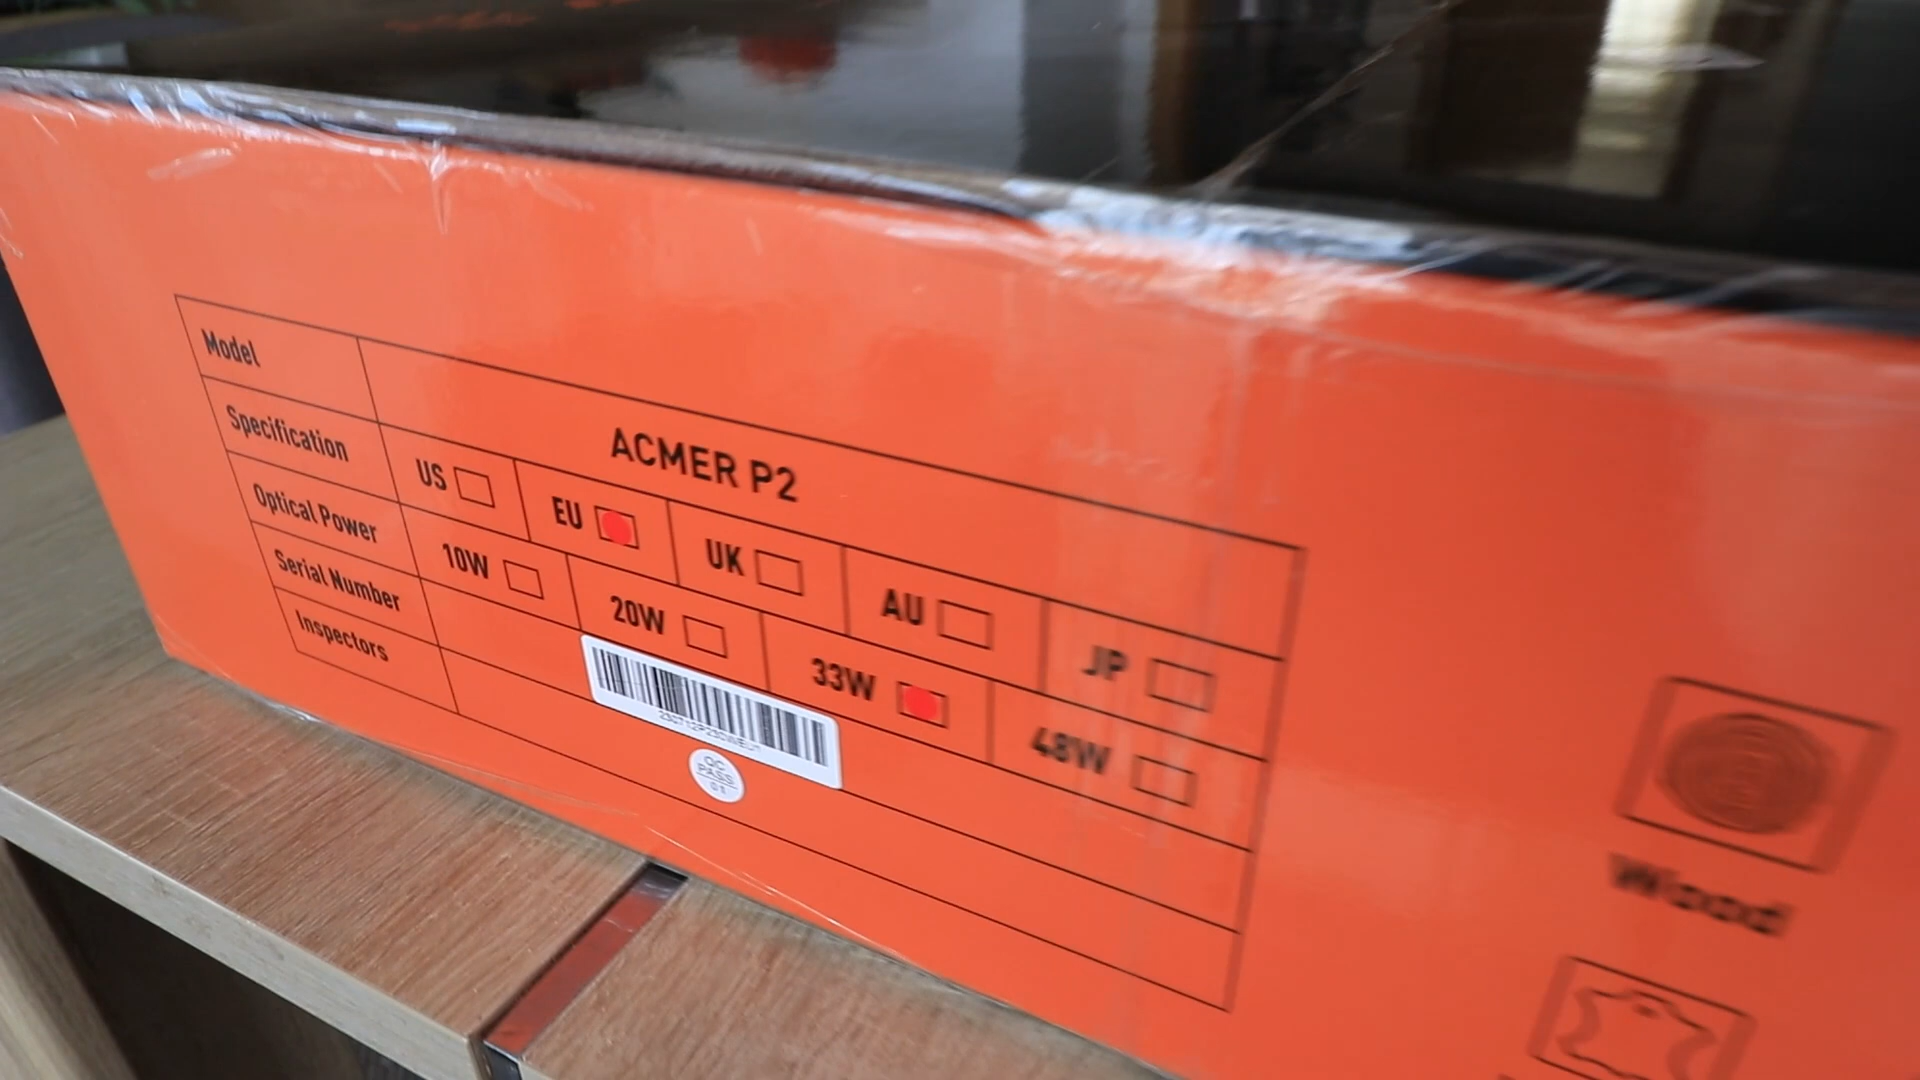 Model
ACMER P2
Specification
US
EU
UK
AU
JP
Optical Power
10W
20W
33W
48W
Serial Number
Inspectors
QC
PASS
01
Wood